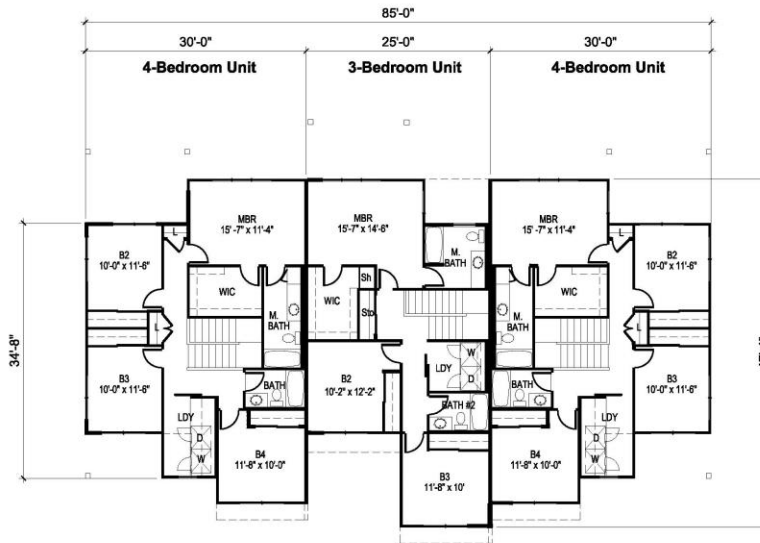 85'-0"
30'-0" 25'-0" 30'-0"
4-Bedroom Unit 3-Bedroom Unit 4-Bedroom Unit
34'-8"
MBR
15'-7" x 11'-4"
L
B2
10'-0" x 11'-6"
WIC
M.
BATH
L
B3
10'-0" x 11'-6"
BATH
LDY
D
W
B4
11'-8" x 10'-0"
MBR
15'-7" x 14'-6"
M.
BATH
Sh
WIC
Sto
B2
10'-2" x 12'-2"
LDY
W
D
BATH #2
B3
11'-8" x 10'
MBR
15'-7" x 11'-4"
L
B2
10'-0" x 11'-6"
WIC
M.
BATH
L
B3
10'-0" x 11'-6"
BATH
LDY
D
W
B4
11'-8" x 10'-0"